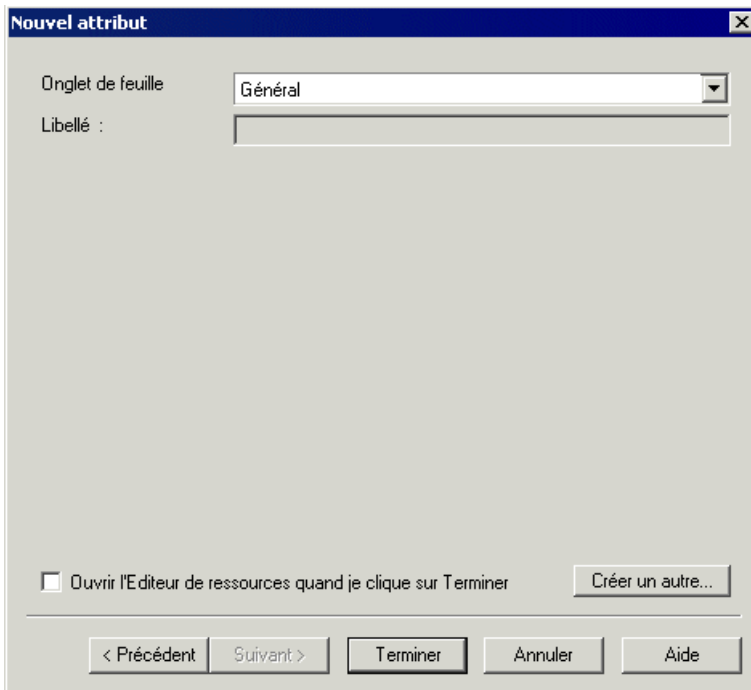 Nouvel attribut
Onglet de feuille
Général
Libellé :
Ouvrir l'Editeur de ressources quand je clique sur Terminer
Créer un autre...
< Précédent
Suivant >
Terminer
Annuler
Aide